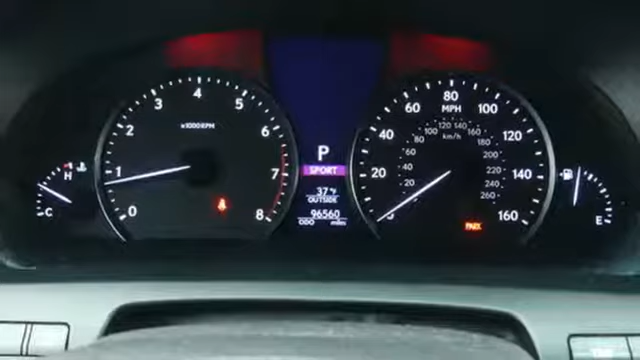 0 1 2 3 4 5 6 7 8
x1000RPM
H
C
P
SPORT
37°
OUTSIDE
96560
ODO miles
20 40 60 80 100 120 140 160
MPH
20 40 60 80 100 120 140 160 180 200 220 240 260
km/h
PARK
E